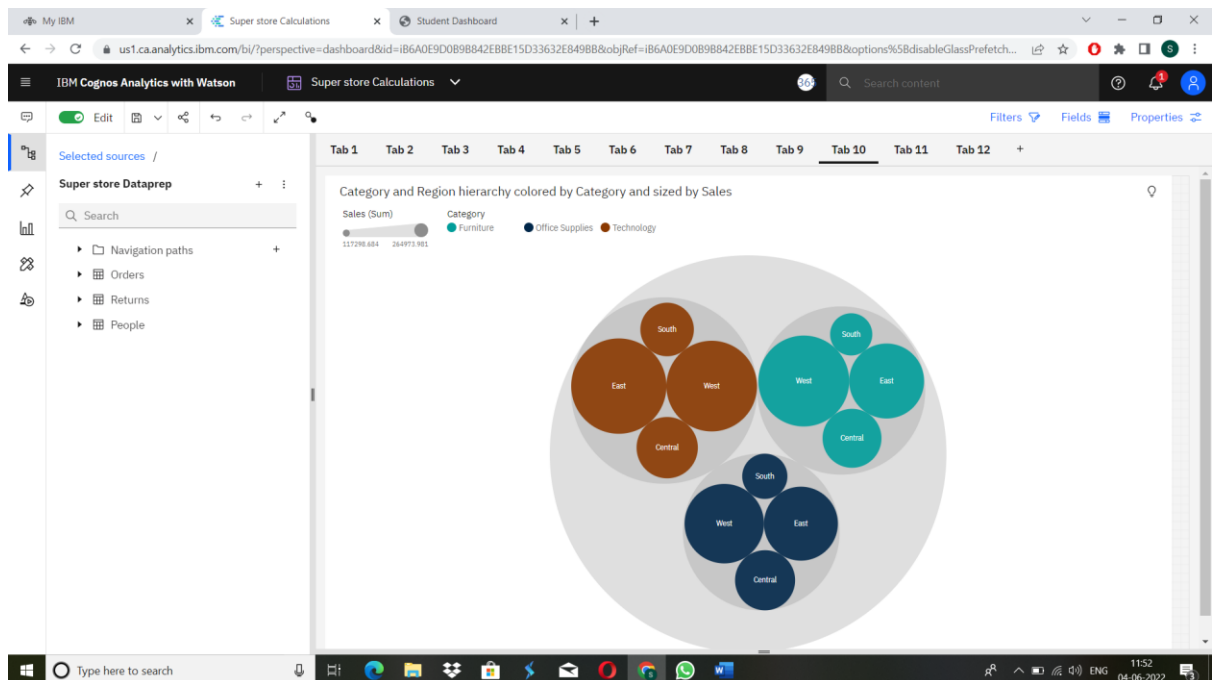 My IBM
Super store Calculations
Student Dashboard
us1.ca.analytics.ibm.com/bi/?perspective=dashboard&id=iB6A0E9D0B9B842EBBE15D33632E849BB&objRef=iB6A0E9D0B9B842EBBE15D33632E849BB&options%5BdisableGlassPrefetch...
S
IBM Cognos Analytics with Watson
Super store Calculations
365
Search content
1
Edit
Filters
Fields
Properties
Selected sources /
Tab 1 Tab 2 Tab 3 Tab 4 Tab 5 Tab 6 Tab 7 Tab 8 Tab 9 Tab 10 Tab 11 Tab 12 +
Super store Dataprep
Search
Navigation paths
Orders
Returns
People
Category and Region hierarchy colored by Category and sized by Sales
Sales (Sum)
117298.684 264973.981
Category
Furniture Office Supplies Technology
South
East
West
Central
South
West
East
Central
South
West
East
Central
Type here to search
ENG
11:52
04-06-2022
3